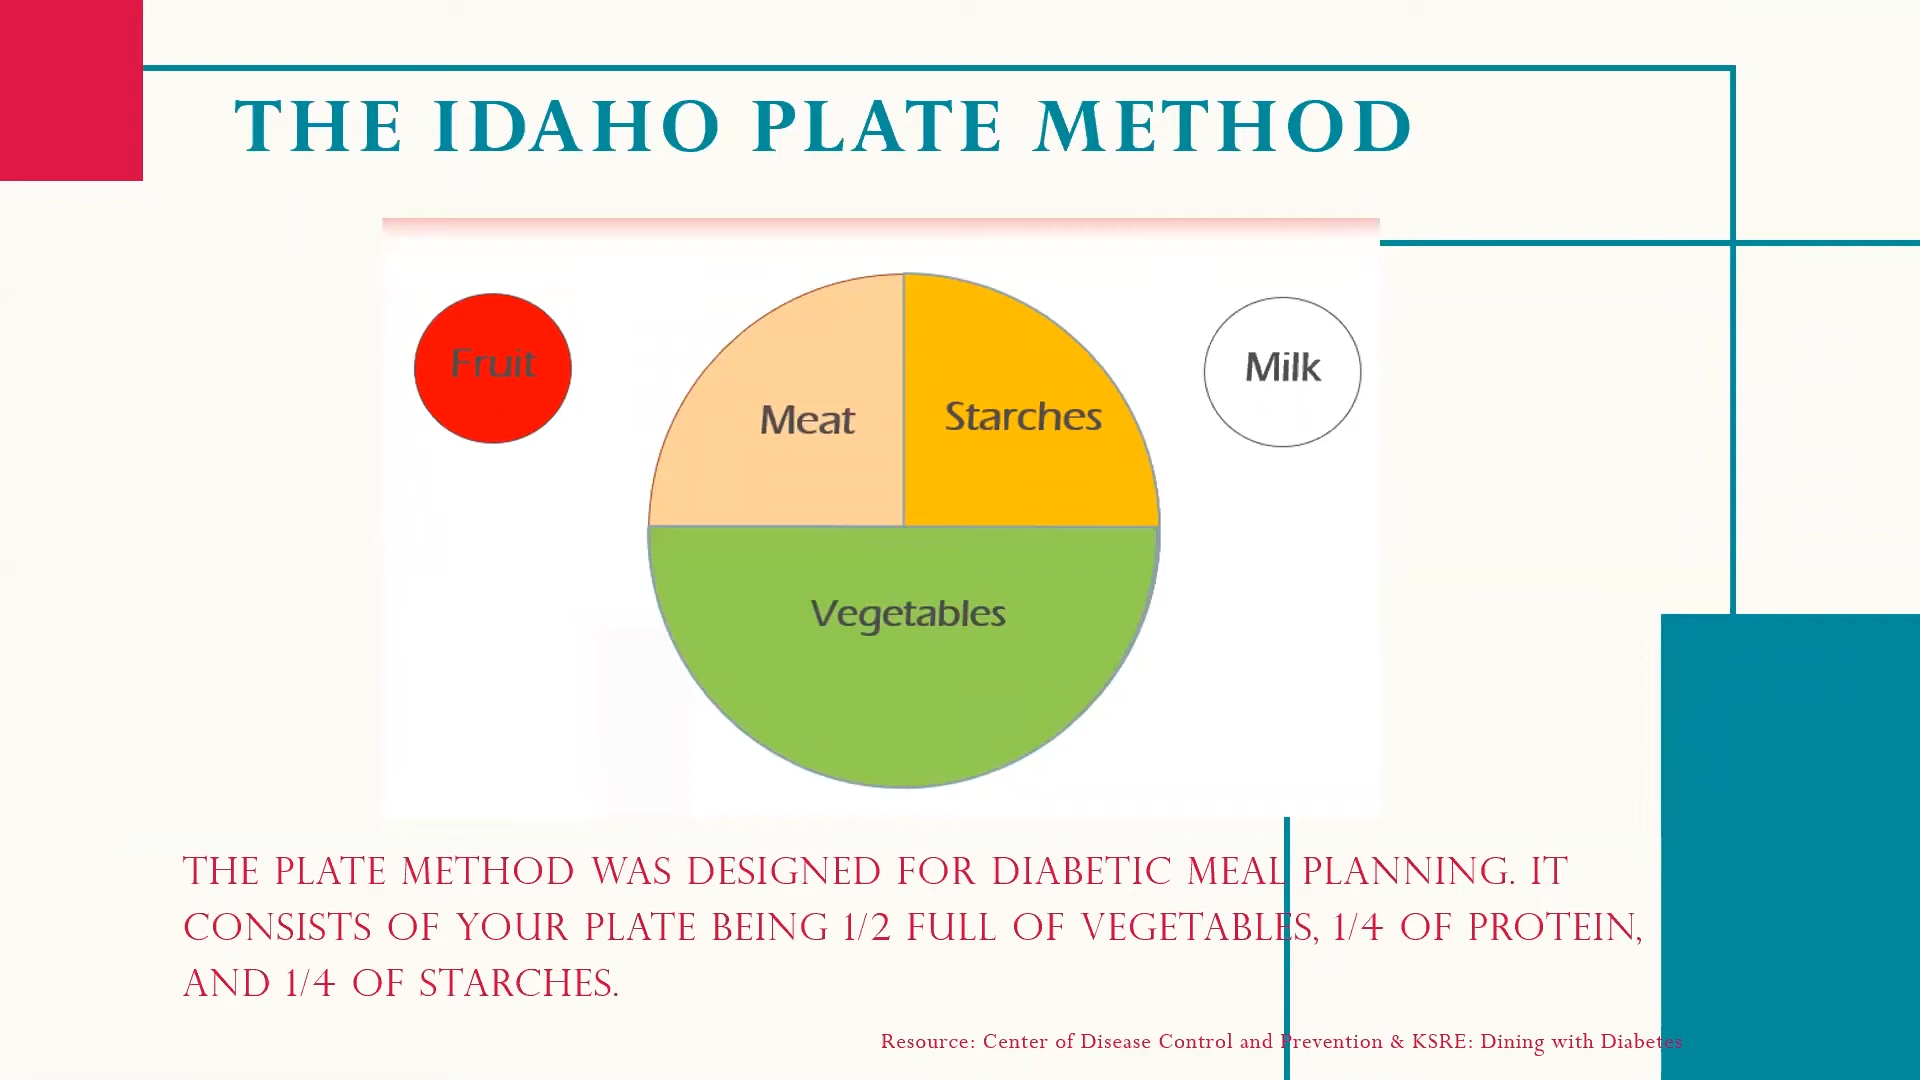 THE IDAHO PLATE METHOD
Fruit
Meat
Starches
Milk
Vegetables
THE PLATE METHOD WAS DESIGNED FOR DIABETIC MEAL PLANNING. IT
CONSISTS OF YOUR PLATE BEING 1/2 FULL OF VEGETABLES, 1/4 OF PROTEIN,
AND 1/4 OF STARCHES.
Resource: Center of Disease Control and Prevention & KSRE: Dining with Diabetes